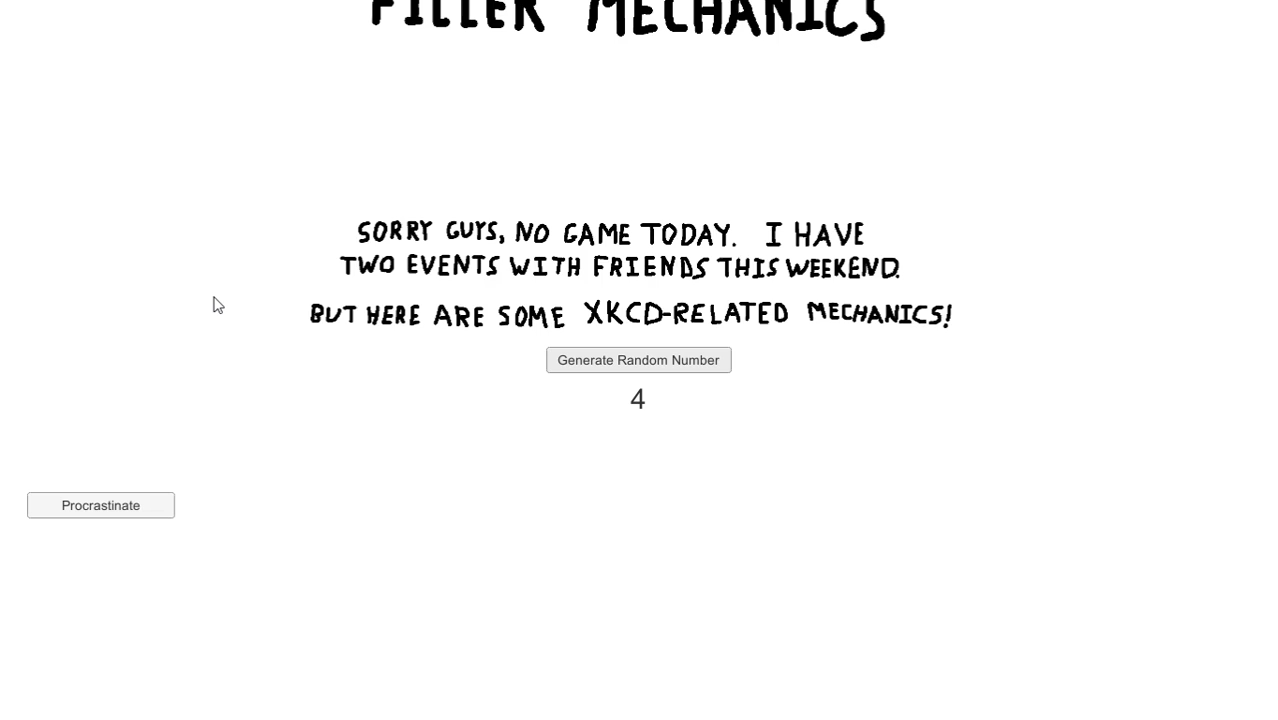 FILLER MECHANICS
SORRY GUYS, NO GAME TODAY. I HAVE
TWO EVENTS WITH FRIENDS THIS WEEKEND.
BUT HERE ARE SOME XKCD-RELATED MECHANICS!
Generate Random Number
4
Procrastinate